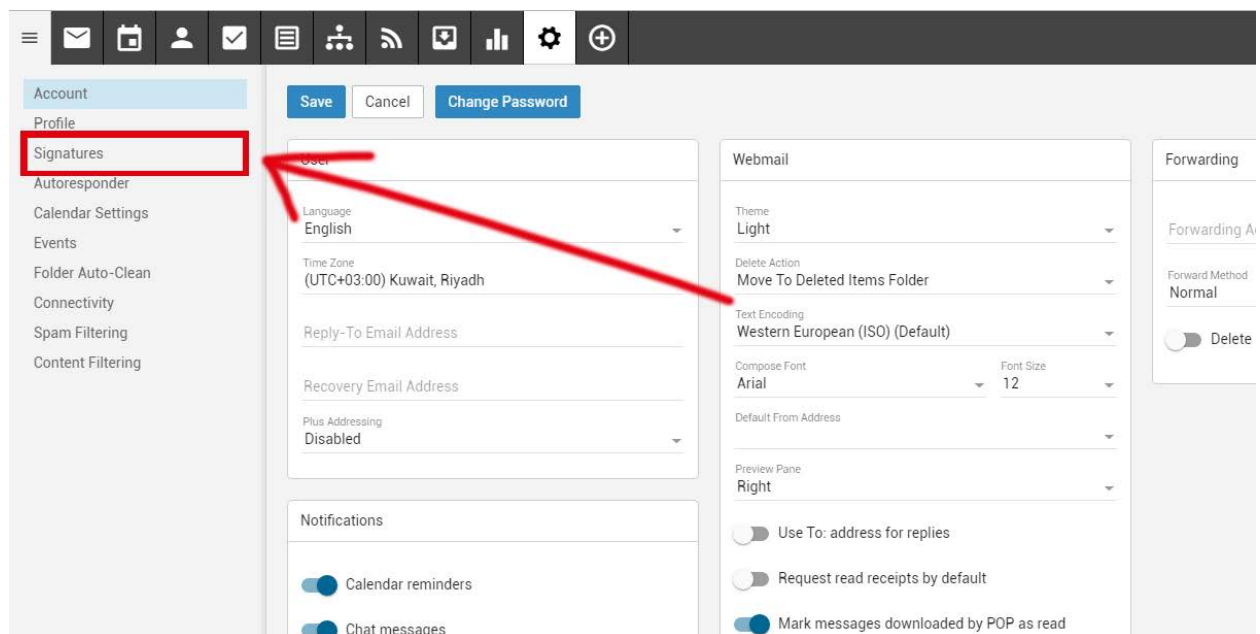 Account
Profile
Signatures
Autoresponder
Calendar Settings
Events
Folder Auto-Clean
Connectivity
Spam Filtering
Content Filtering
Save Cancel Change Password
User
Language
English
Time Zone
(UTC+03:00) Kuwait, Riyadh
Reply-To Email Address
Recovery Email Address
Plus Addressing
Disabled
Notifications
Calendar reminders
Chat messages
Webmail
Theme
Light
Delete Action
Move To Deleted Items Folder
Text Encoding
Western European (ISO) (Default)
Compose Font Font Size
Arial 12
Default From Address
Preview Pane
Right
Use To: address for replies
Request read receipts by default
Mark messages downloaded by POP as read
Forwarding
Forwarding
Forward Method
Normal
Delete